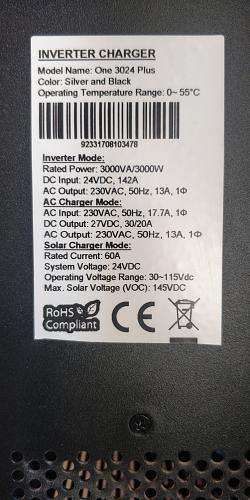 INVERTER CHARGER
Model Name: One 3024 Plus
Color: Silver and Black
Operating Temperature Range: 0~ 55°C
92331708103478
Inverter Mode:
Rated Power: 3000VA/3000W
DC Input: 24VDC, 142A
AC Output: 230VAC, 50Hz, 13A, 1Φ
AC Charger Mode:
AC Input: 230VAC, 50Hz, 17.7A, 1Φ
DC Output: 27VDC, 30/20A
AC Output: 230VAC, 50Hz, 13A, 1Φ
Solar Charger Mode:
Rated Current: 60A
System Voltage: 24VDC
Operating Voltage Range: 30~115Vdc
Max. Solar Voltage (VOC): 145VDC
RoHS
Compliant
CE